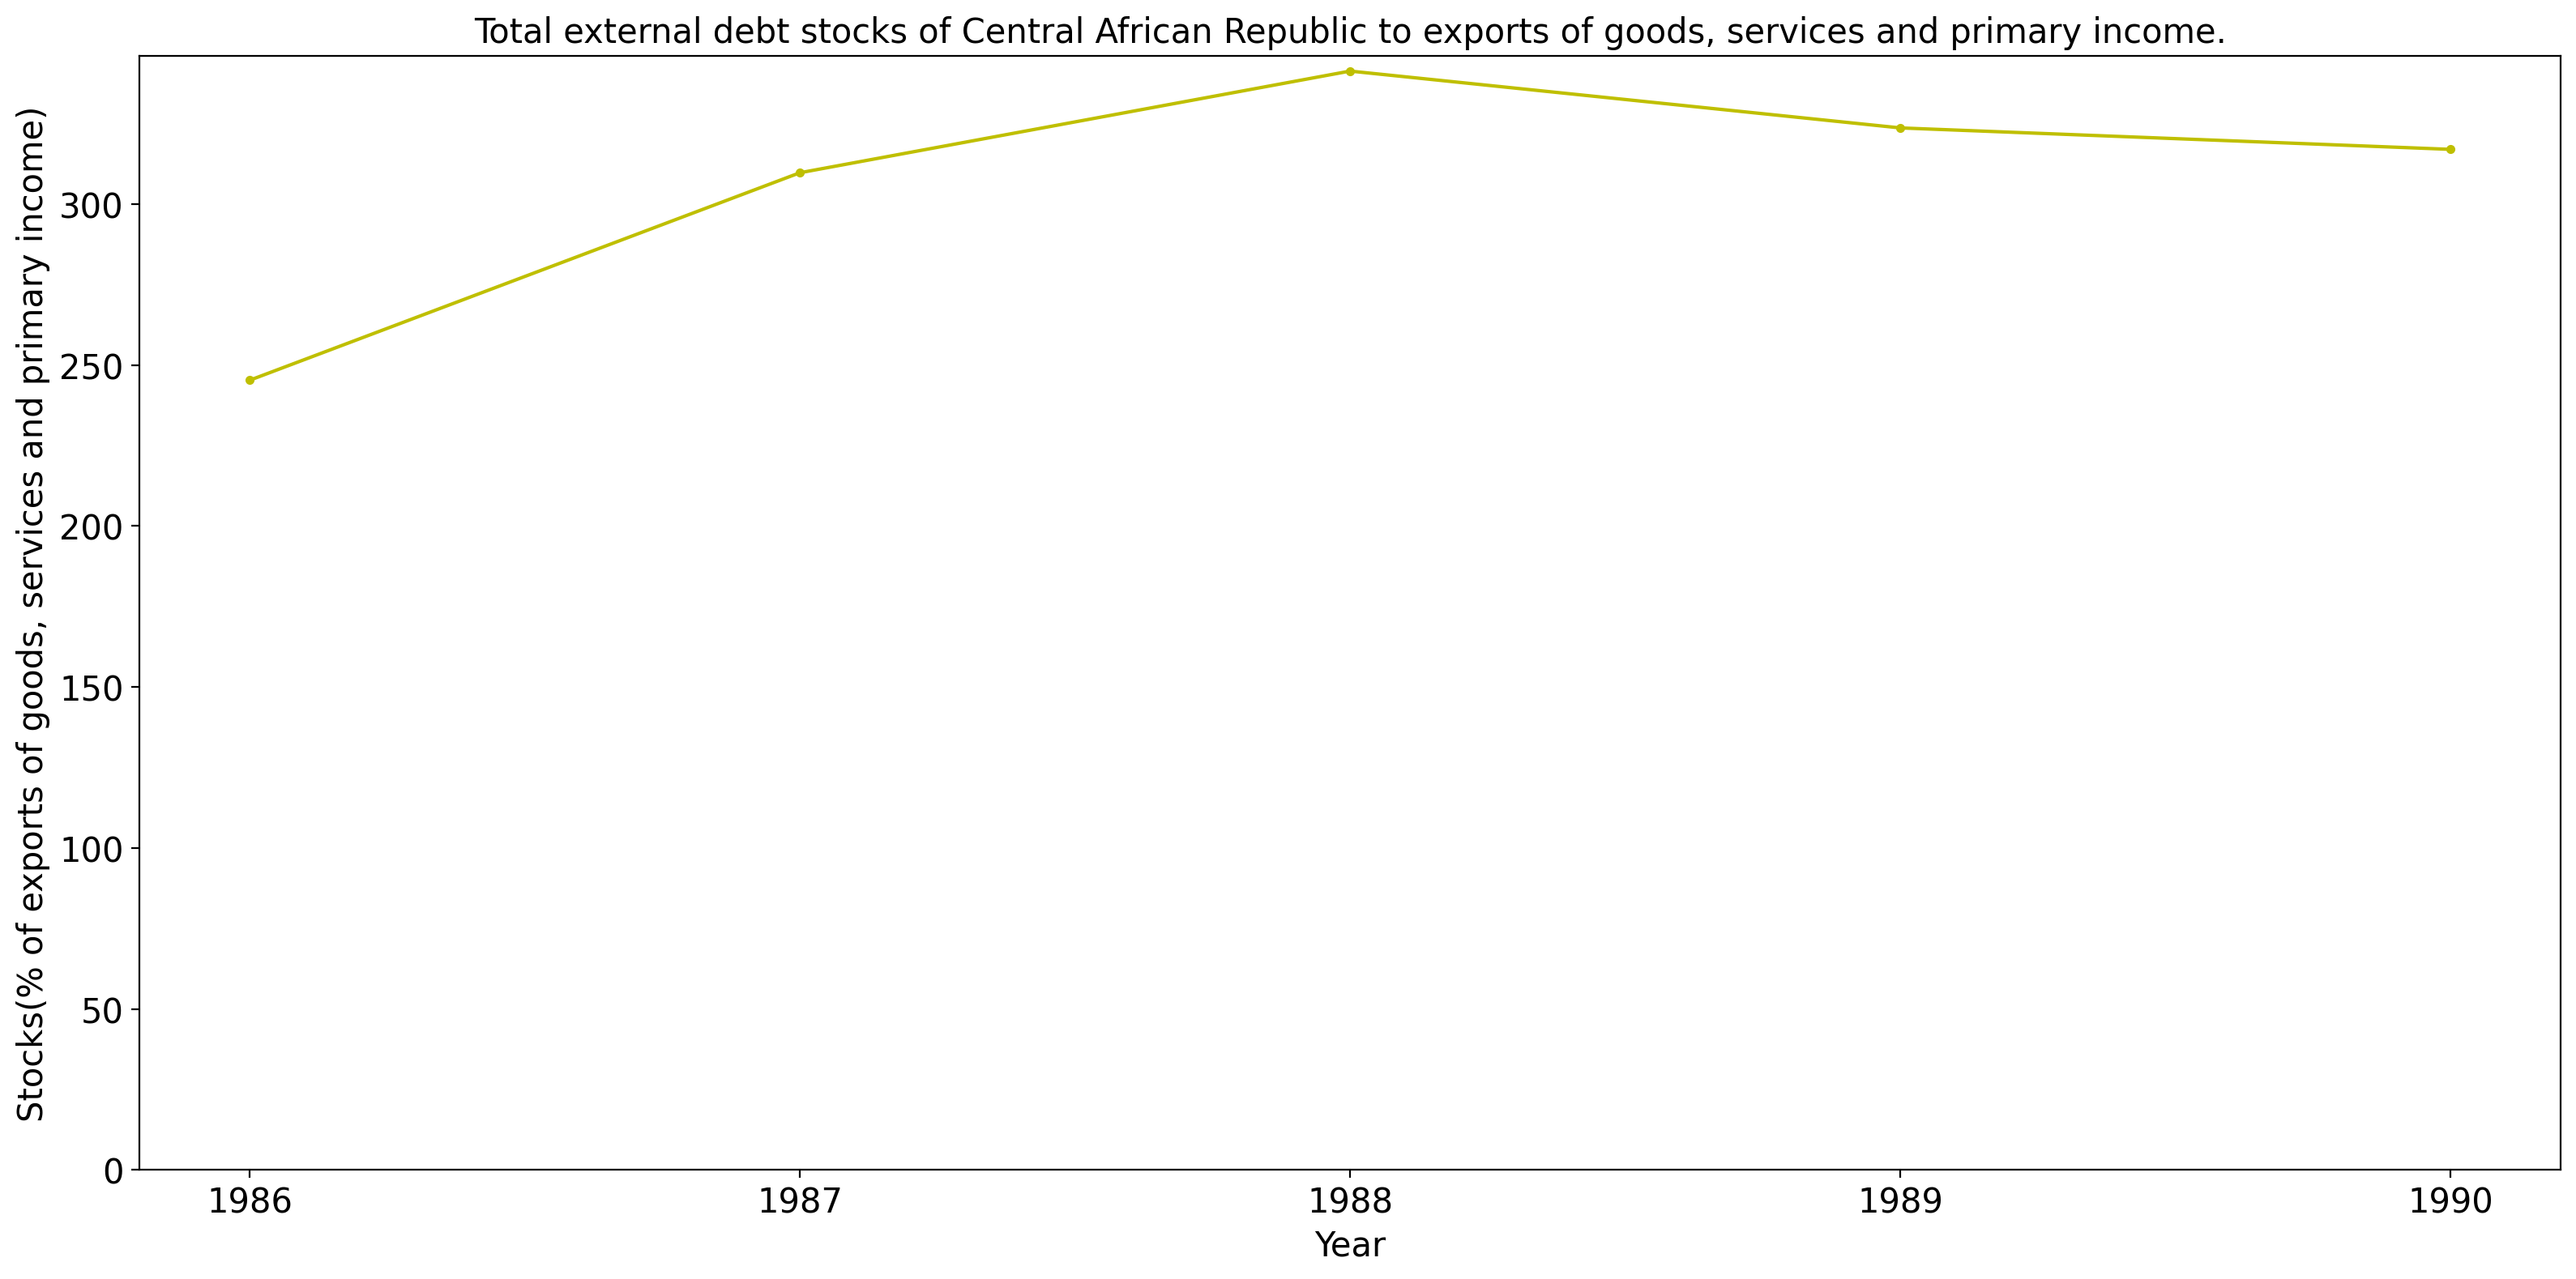 Total external debt stocks of Central African Republic to exports of goods, services and primary income.
Stocks(% of exports of goods, services and primary income)
300
250
200
150
100
50
0
1986 1987 1988 1989 1990
Year